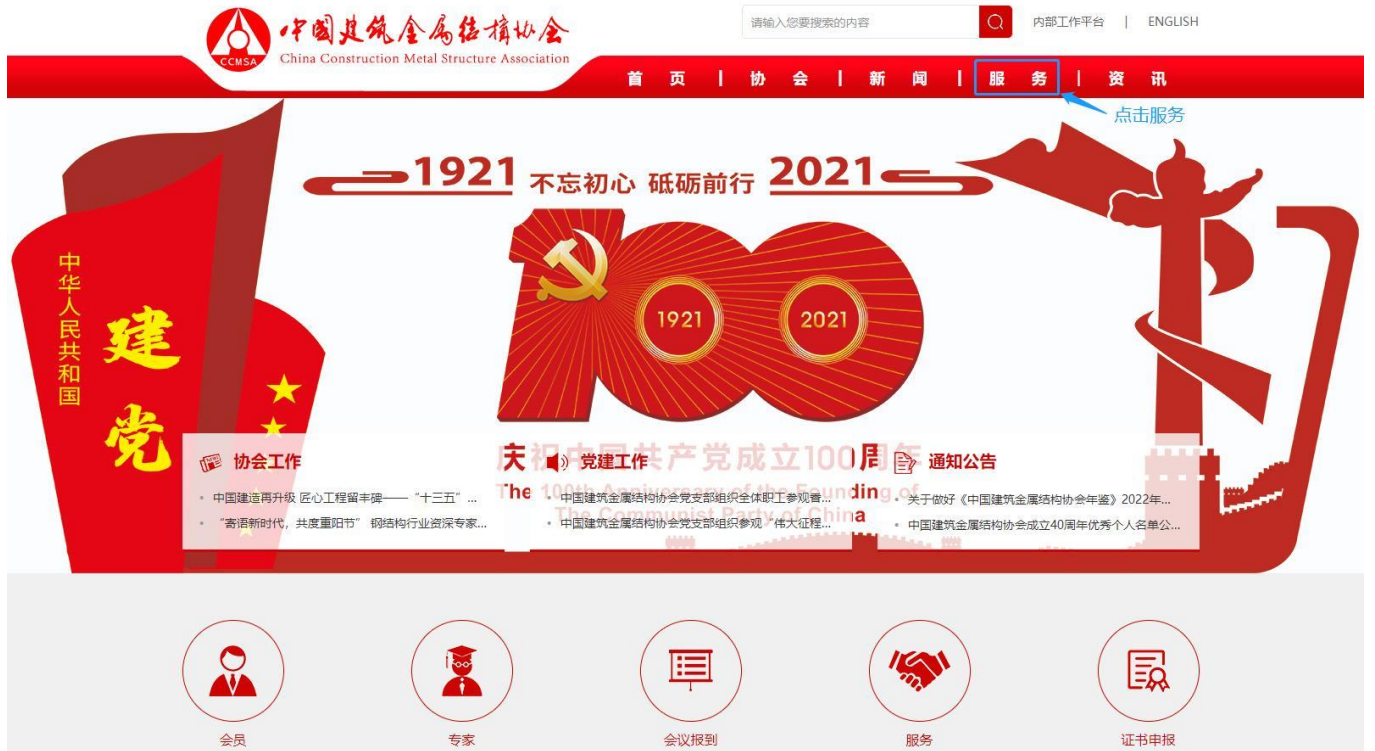 中国建筑金属结构协会
China Construction Metal Structure Association
CCMSA
请输入您要搜索的内容
内部工作平台 | ENGLISH
首 页 | 协 会 | 新 闻 | 服 务 | 资 讯
点击服务
1921 不忘初心 砥砺前行 2021
中华人民共和国
建党
1921
2021
庆祝中国共产党成立100周年
The 100th Anniversary of the Founding of
The Communist Party of China
协会工作
中国建造再升级 匠心工程留丰碑——“十三五”...
“寄语新时代，共度重阳节” 钢结构行业资深专家...
党建工作
中国建筑金属结构协会党支部组织全体职工参观香...
中国建筑金属结构协会党支部组织参观“伟大征程...
通知公告
关于做好《中国建筑金属结构协会年鉴》2022年...
中国建筑金属结构协会成立40周年优秀个人名单公...
会员
专家
会议报到
服务
证书申报